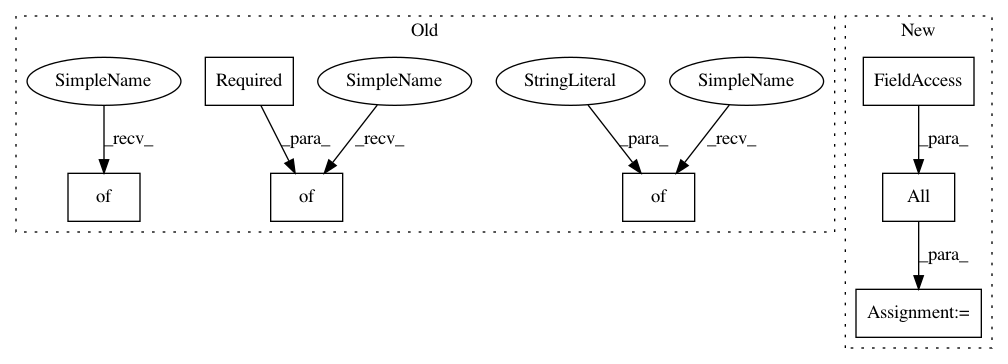 Old
New
SimpleName
Required
SimpleName
StringLiteral
SimpleName
FieldAccess
_recv_
_para_
_recv_
_para_
_recv_
_para_
of
of
of
All
_para_
Assignment:=